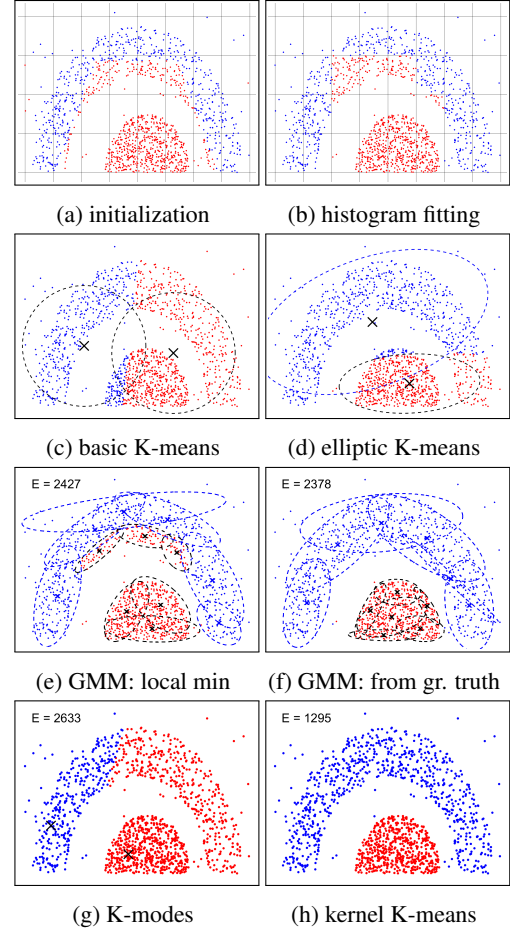 (a) initialization
(b) histogram fitting
(c) basic K-means
(d) elliptic K-means
E = 2427
E = 2378
(e) GMM: local min
(f) GMM: from gr. truth
E = 2633
E = 1295
(g) K-modes
(h) kernel K-means